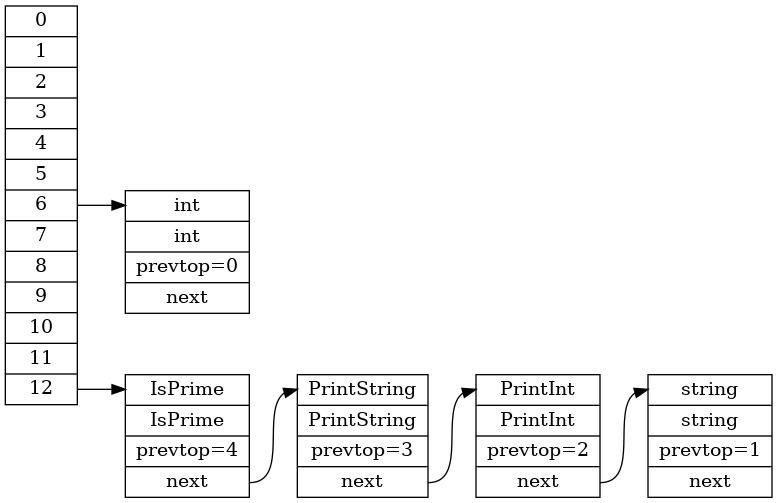 0
1
2
3
4
5
6
7
8
9
10
11
12
int
int
prevtop=0
next
IsPrime
IsPrime
prevtop=4
next
PrintString
PrintString
prevtop=3
next
PrintInt
PrintInt
prevtop=2
next
string
string
prevtop=1
next